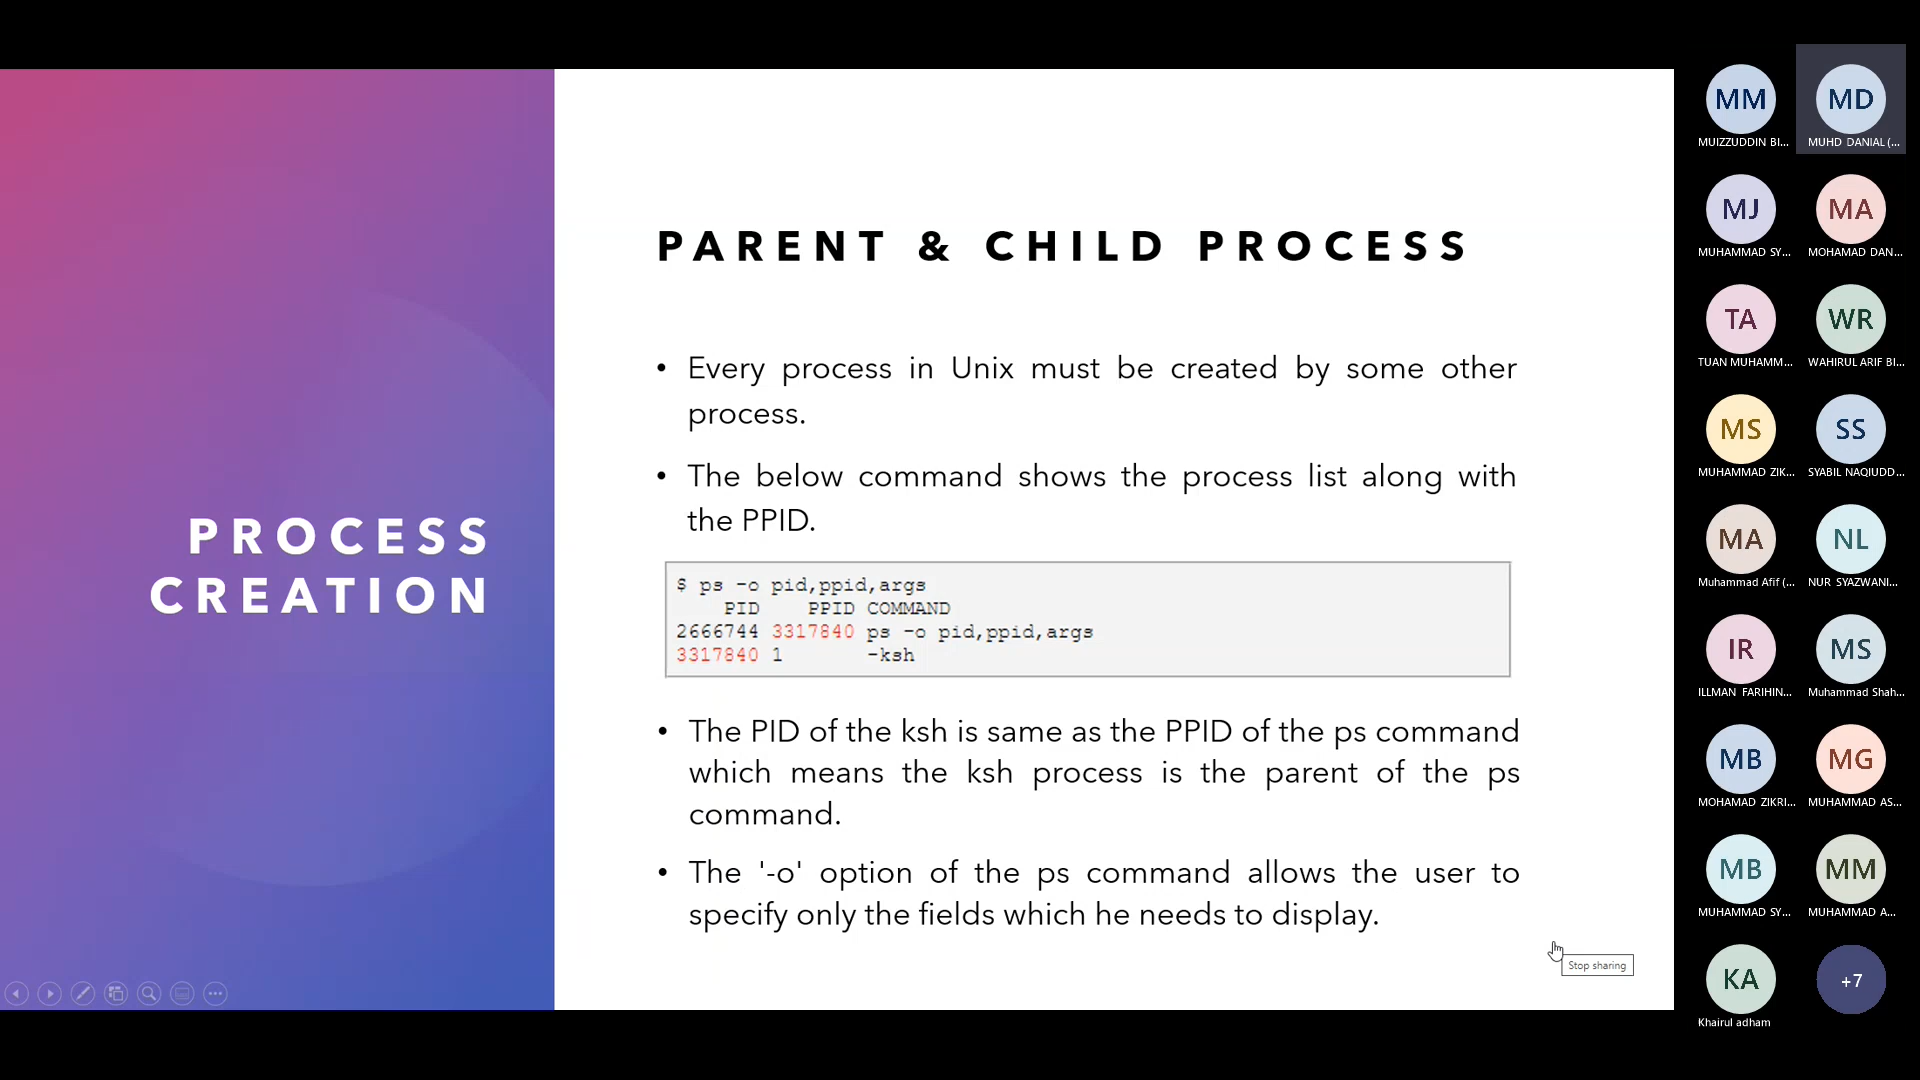 PROCESS
CREATION
PARENT & CHILD PROCESS
• Every process in Unix must be created by some other
process.
• The below command shows the process list along with
the PPID.
$ ps -o pid,ppid,args
PID PPID COMMAND
2666744 3317840 ps -o pid,ppid,args
3317840 1 -ksh
• The PID of the ksh is same as the PPID of the ps command
which means the ksh process is the parent of the ps
command.
• The '-o' option of the ps command allows the user to
specify only the fields which he needs to display.
Stop sharing
MM MD
MUIZZUDDIN BI... MUHD DANIAL (...
MJ MA
MUHAMMAD SY... MOHAMAD DAN...
TA WR
TUAN MUHAMM... WAHIRUL ARIF BI...
MS SS
MUHAMMAD ZIK... SYABIL NAQIUDD...
MA NL
Muhammad Afif (... NUR SYAZWANI...
IR MS
ILLMAN FARIHIN... Muhammad Shah...
MB MG
MOHAMAD ZIKRI... MUHAMMAD AS...
MB MM
MUHAMMAD SY... MUHAMMAD A...
KA +7
Khairul adham